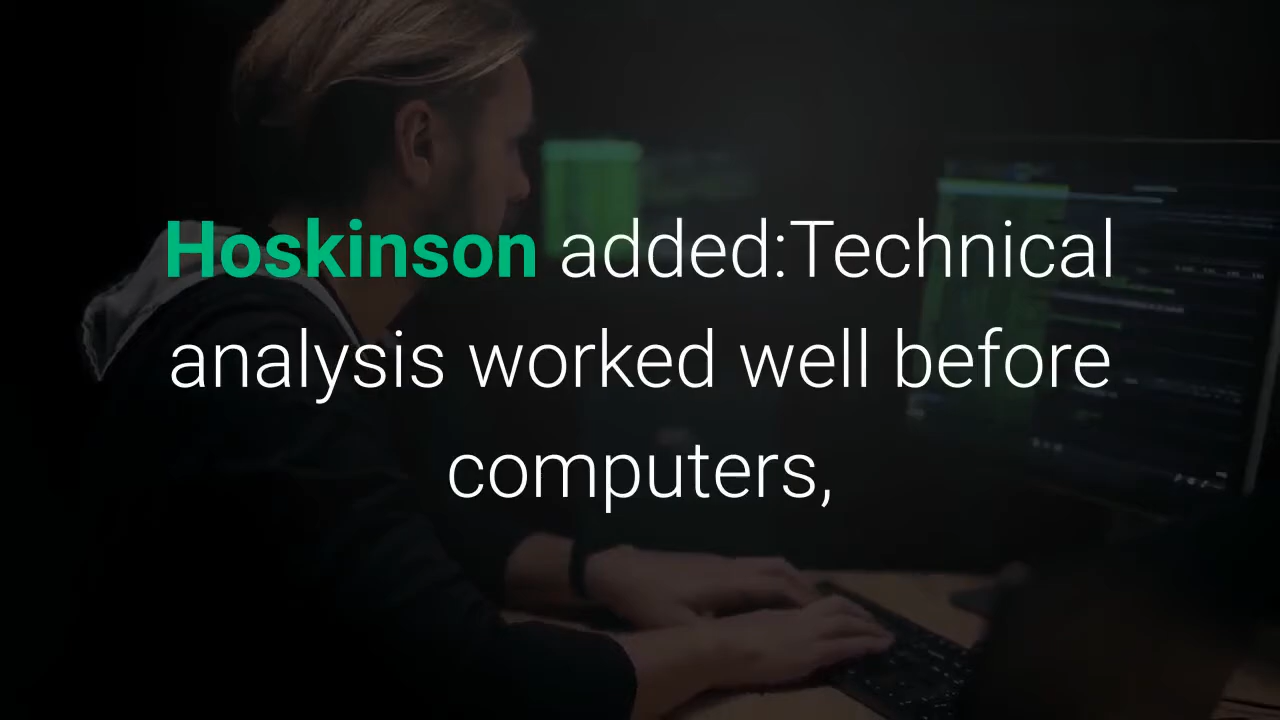 Hoskinson added:Technical
analysis worked well before
computers,